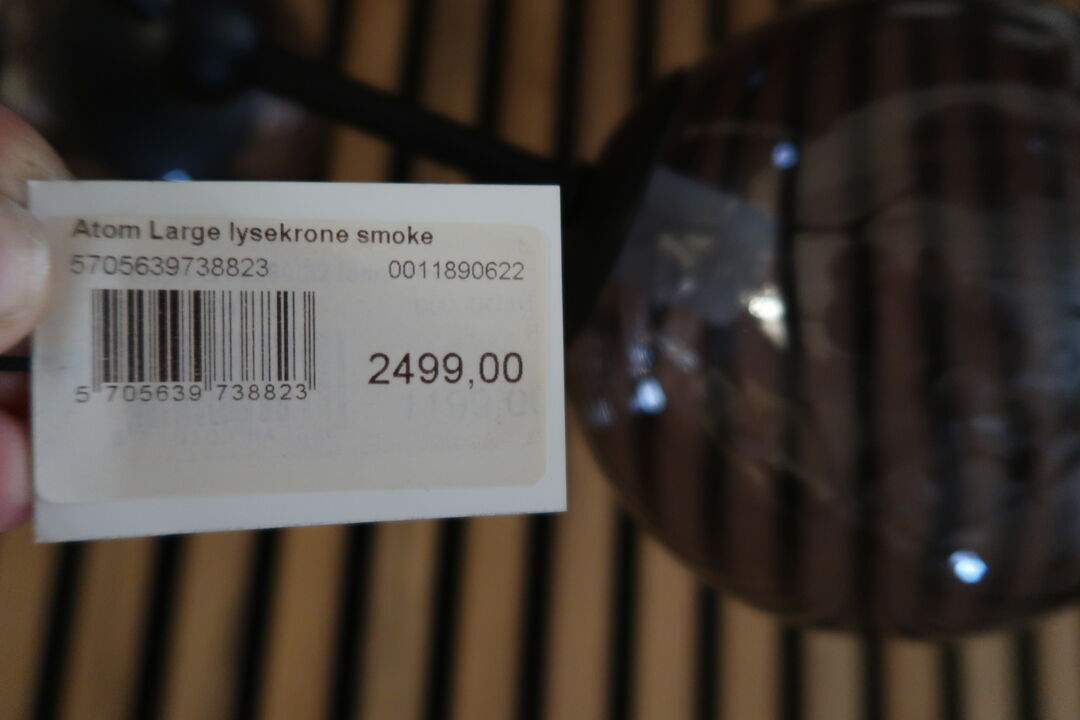 Atom Large lysekrone smoke
5705639738823 0011890622
2499,00
5 705639 738823